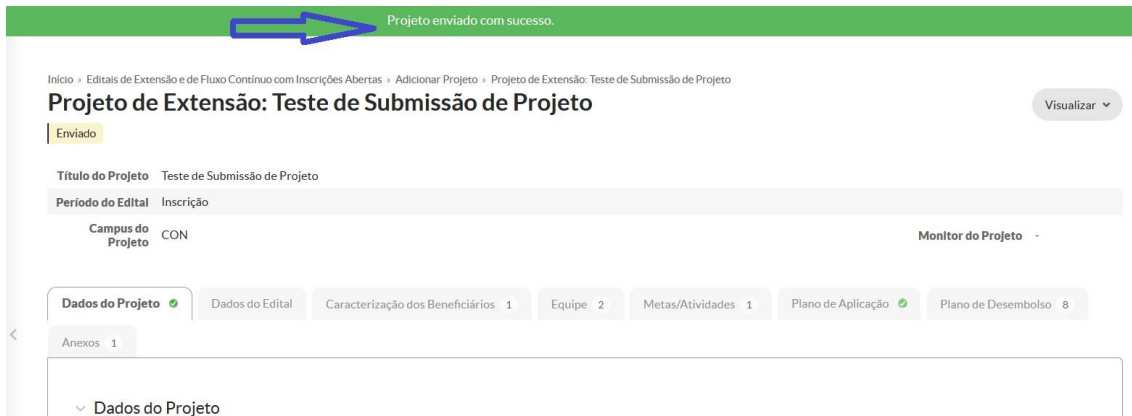 Projeto enviado com sucesso.
Início » Editais de Extensão e de Fluxo Contínuo com Inscrições Abertas » Adicionar Projeto » Projeto de Extensão: Teste de Submissão de Projeto
Projeto de Extensão: Teste de Submissão de Projeto
Visualizar
Enviado
Título do Projeto Teste de Submissão de Projeto
Período do Edital Inscrição
Campus do Projeto CON
Monitor do Projeto -
Dados do Projeto Dados do Edital Caracterização dos Beneficiários 1 Equipe 2 Metas/Atividades 1 Plano de Aplicação Plano de Desembolso 8
Anexos 1
Dados do Projeto